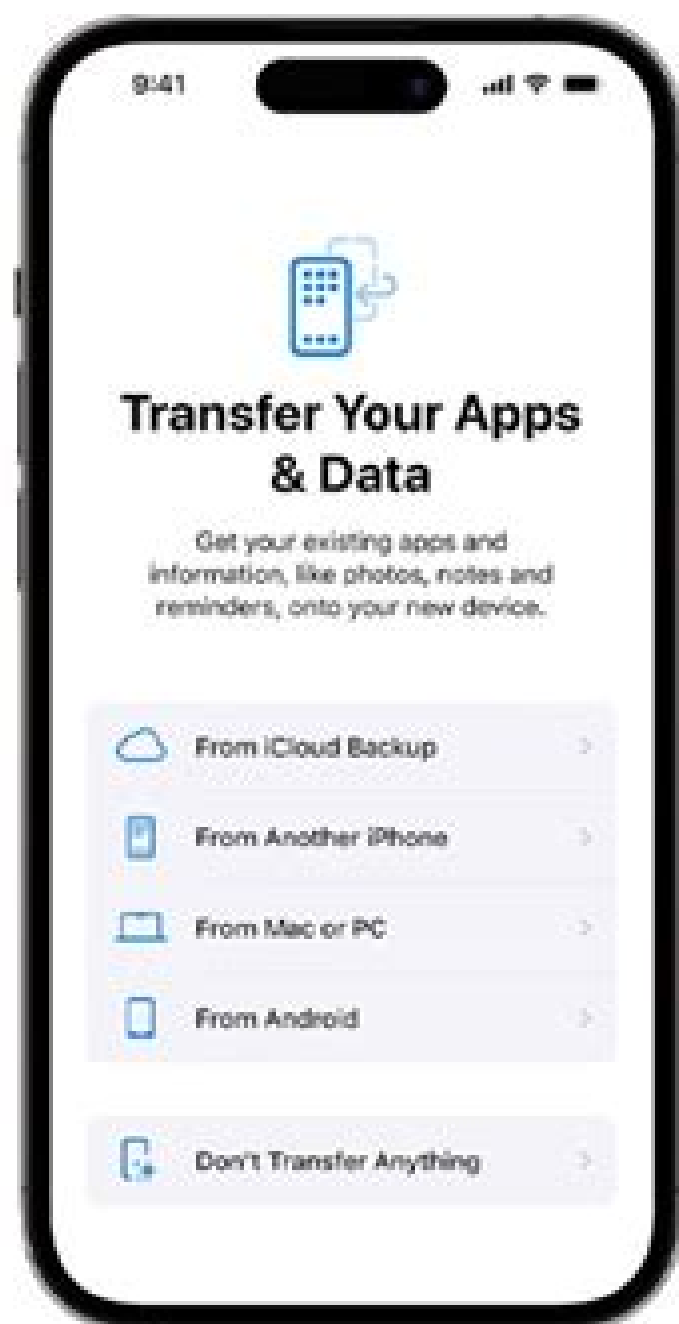 9:41
Transfer Your Apps
& Data
Get your existing apps and
information, like photos, notes and
reminders, onto your new device.
From iCloud Backup
From Another iPhone
From Mac or PC
From Android
Don't Transfer Anything